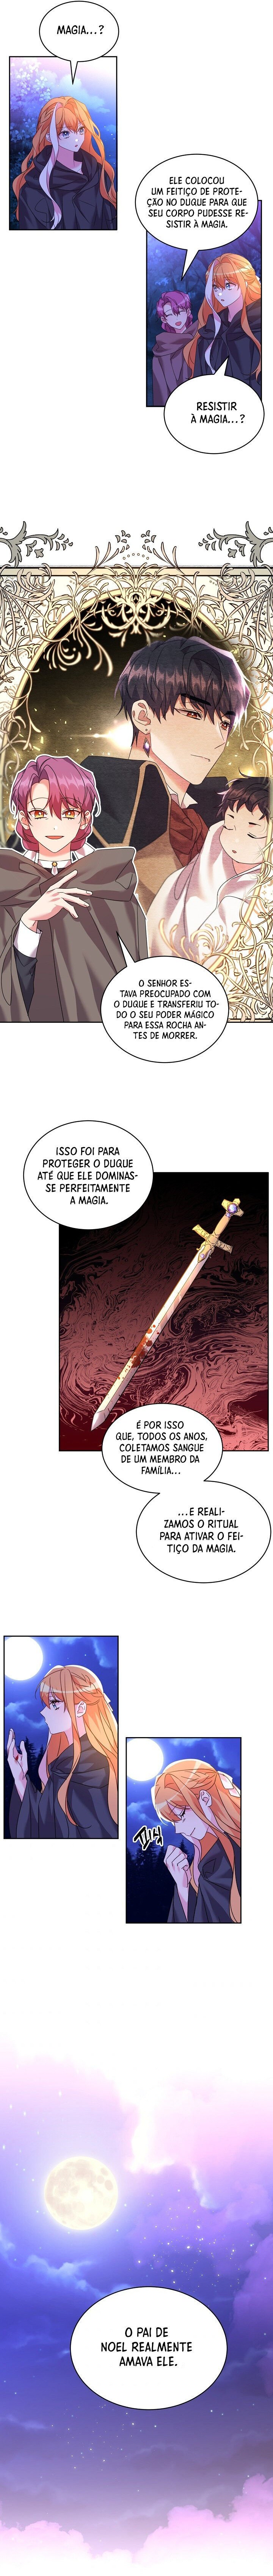 MAGIA...?
ELE COLOCOU
UM FEITIÇO DE PROTE-
ÇÃO NO DUQUE PARA QUE
SEU CORPO PUDESSE RE-
SISTIR À MAGIA.
RESISTIR
À MAGIA...?
O SENHOR ES-
TAVA PREOCUPADO COM
O DUQUE E TRANSFERIU TO-
DO O SEU PODER MÁGICO
PARA ESSA ROCHA AN-
TES DE MORRER.
ISSO FOI PARA
PROTEGER O DUQUE
ATÉ QUE ELE DOMINAS-
SE PERFEITAMENTE
A MAGIA.
É POR ISSO
QUE, TODOS OS ANOS,
COLETAMOS SANGUE
DE UM MEMBRO DA
FAMÍLIA...
...E REALI-
ZAMOS O RITUAL
PARA ATIVAR O FEI-
TIÇO DA MAGIA.
O PAI DE
NOEL REALMENTE
AMAVA ELE.